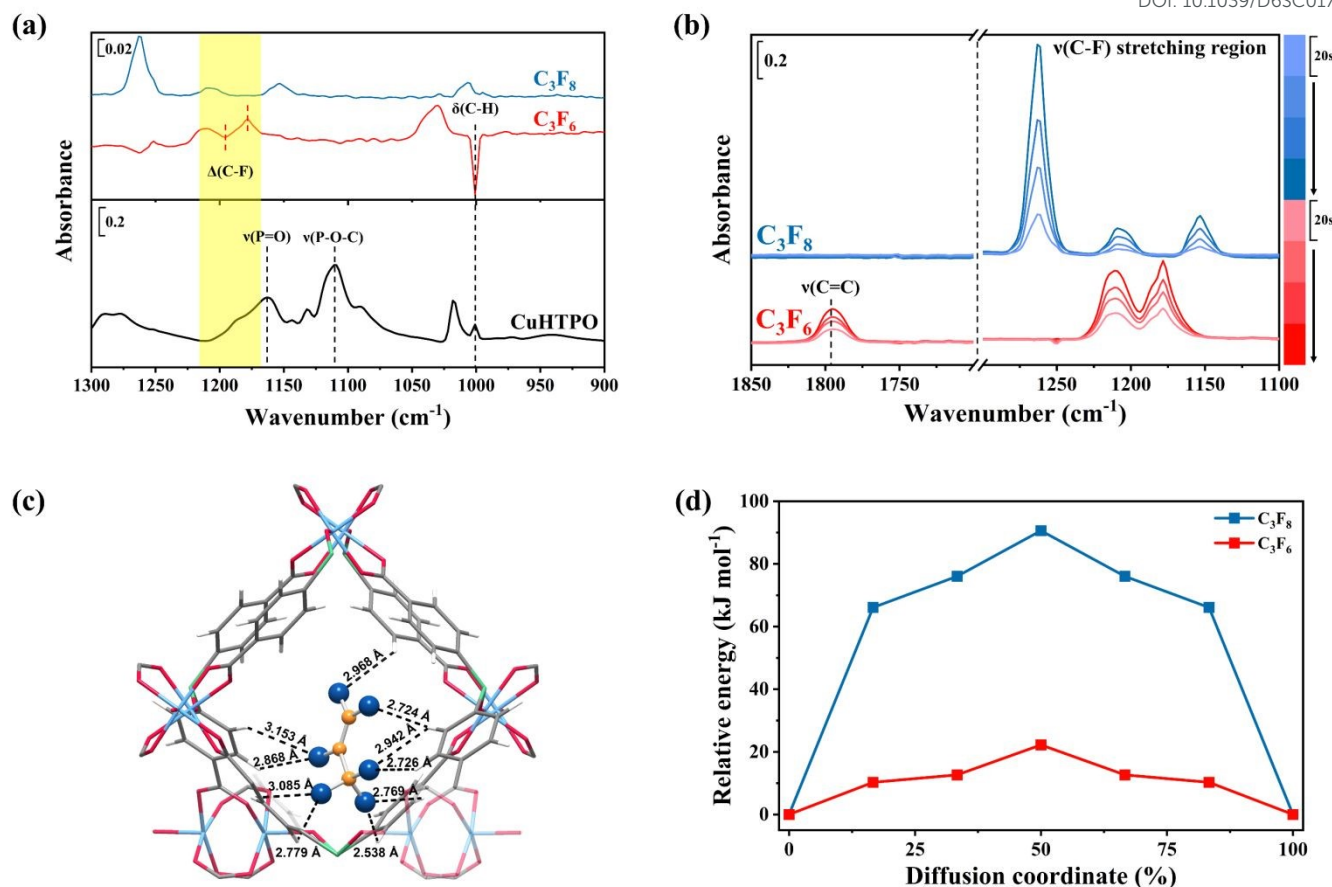 DOI: 10.1039/D6SC017
(a)
0.02
C₃F₈
C₃F₆
δ(C-H)
Δ(C-F)
0.2
ν(P=O)
ν(P-O-C)
CuHTPO
Absorbance
Absorbance
1300 1250 1200 1150 1100 1050 1000 950 900
Wavenumber (cm⁻¹)
(b)
0.2
ν(C-F) stretching region
20s
C₃F₈
20s
ν(C=C)
C₃F₆
Absorbance
1850 1800 1750 1250 1200 1150 1100
Wavenumber (cm⁻¹)
(c)
2.968 Å
2.724 Å
3.153 Å
2.942 Å
2.868 Å
2.726 Å
3.085 Å
2.769 Å
2.779 Å
2.538 Å
(d)
C₃F₈
C₃F₆
Relative energy (kJ mol⁻¹)
100
80
60
40
20
0
0 25 50 75 100
Diffusion coordinate (%)